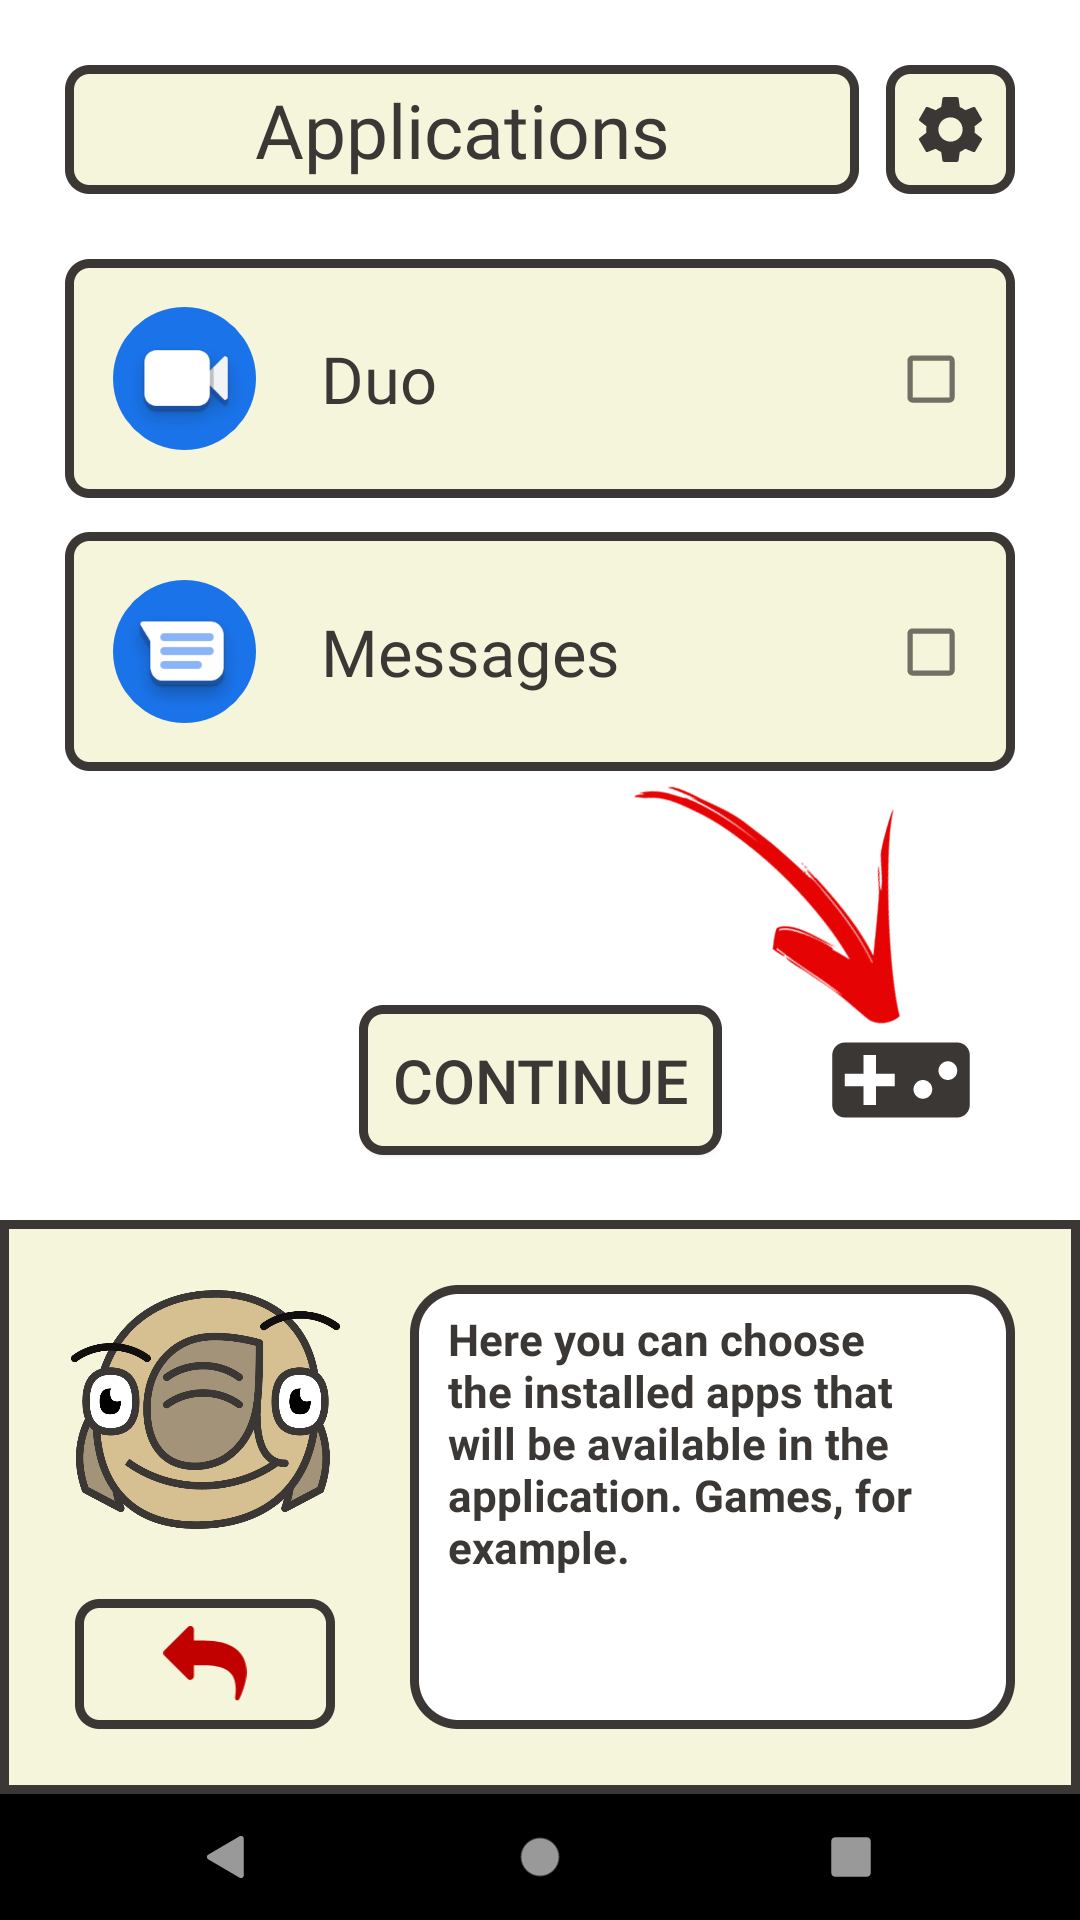 Applications
Duo
Messages
CONTINUE
Here you can choose
the installed apps that
will be available in the
application. Games, for
example.